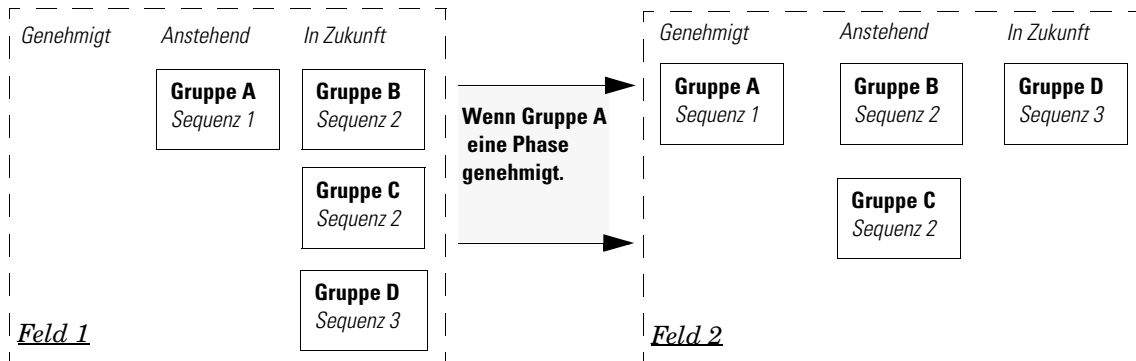 Genehmigt Anstehend In Zukunft
Gruppe A
Sequenz 1
Gruppe B
Sequenz 2
Gruppe C
Sequenz 2
Gruppe D
Sequenz 3
Feld 1
Wenn Gruppe A
eine Phase
genehmigt.
Genehmigt Anstehend In Zukunft
Gruppe A
Sequenz 1
Gruppe B
Sequenz 2
Gruppe D
Sequenz 3
Gruppe C
Sequenz 2
Feld 2